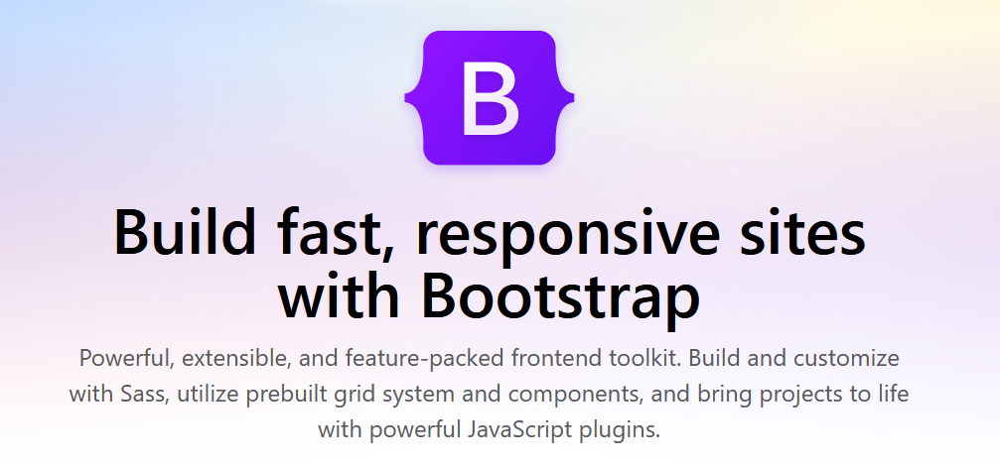 B
Build fast, responsive sites
with Bootstrap
Powerful, extensible, and feature-packed frontend toolkit. Build and customize
with Sass, utilize prebuilt grid system and components, and bring projects to life
with powerful JavaScript plugins.